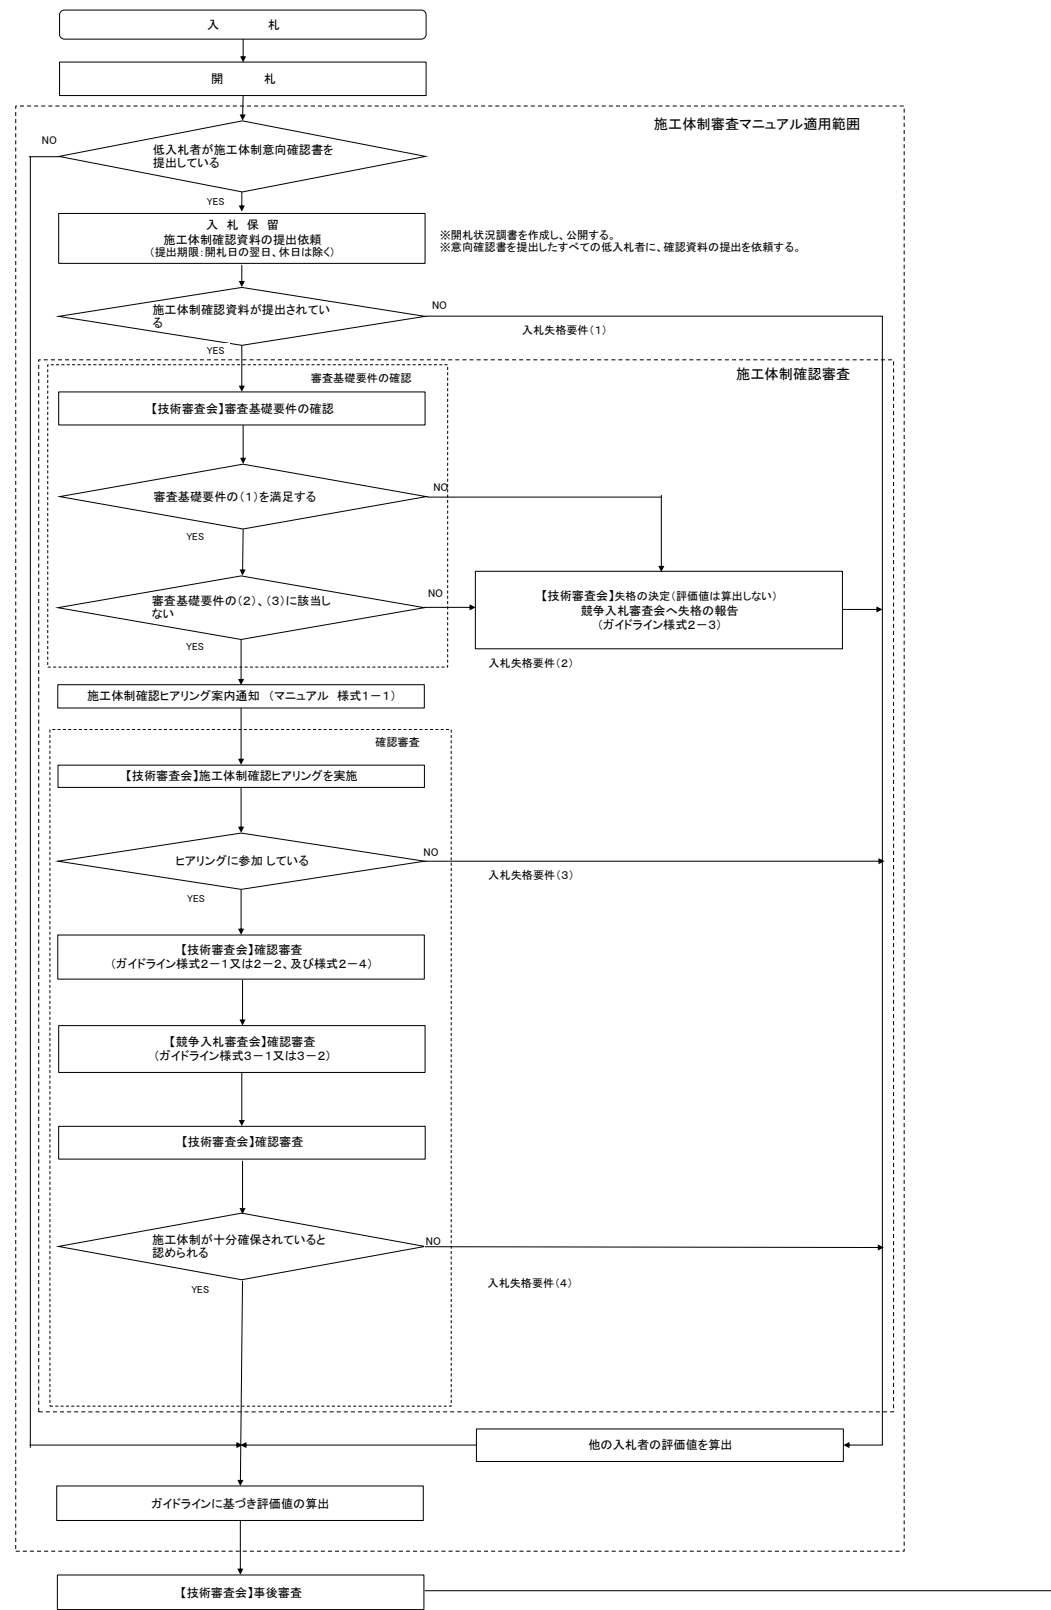 入　　　札
開　　　札
施工体制審査マニュアル適用範囲
NO
低入札者が施工体制意向確認書を
提出している
YES
入　札　保　留
施工体制確認資料の提出依頼
（提出期限：開札日の翌日、休日は除く）
※開札状況調書を作成し、公開する。
※意向確認書を提出したすべての低入札者に、確認資料の提出を依頼する。
施工体制確認資料が提出されてい
る
NO
入札失格要件（1）
YES
施工体制確認審査
審査基礎要件の確認
【技術審査会】審査基礎要件の確認
審査基礎要件の（1）を満足する
NO
YES
審査基礎要件の（2）、（3）に該当し
ない
NO
【技術審査会】失格の決定（評価値は算出しない）
競争入札審査会へ失格の報告
（ガイドライン様式2－3）
YES
入札失格要件（2）
施工体制確認ヒアリング案内通知　（マニュアル　様式1－1）
確認審査
【技術審査会】施工体制確認ヒアリングを実施
ヒアリングに参加している
NO
入札失格要件（3）
YES
【技術審査会】確認審査
（ガイドライン様式2－1又は2－2、及び様式2－4）
【競争入札審査会】確認審査
（ガイドライン様式3－1又は3－2）
【技術審査会】確認審査
施工体制が十分確保されていると
認められる
NO
入札失格要件（4）
YES
他の入札者の評価値を算出
ガイドラインに基づき評価値の算出
【技術審査会】事後審査